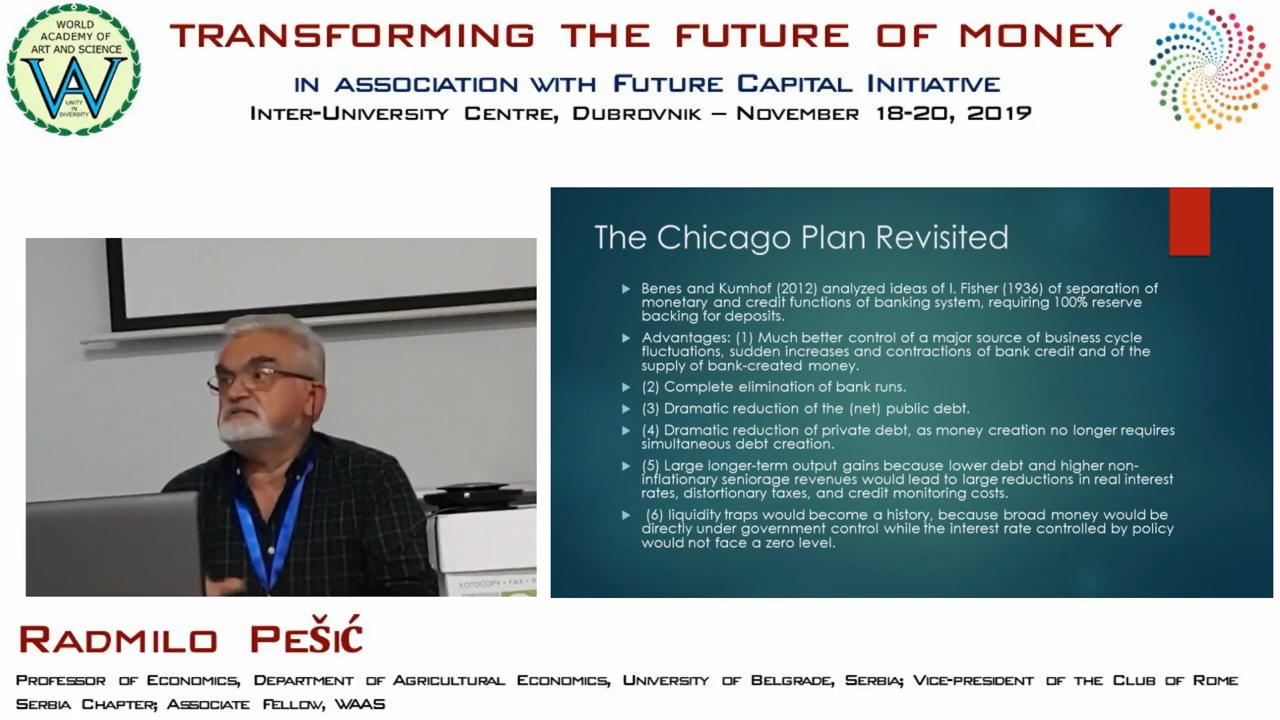 WORLD
ACADEMY OF
ART AND SCIENCE
WA
UNITY
IN
DIVERSITY
TRANSFORMING THE FUTURE OF MONEY
IN ASSOCIATION WITH FUTURE CAPITAL INITIATIVE
INTER-UNIVERSITY CENTRE, DUBROVNIK – NOVEMBER 18-20, 2019
The Chicago Plan Revisited
Benes and Kumhof (2012) analyzed ideas of I. Fisher (1936) of separation of
monetary and credit functions of banking system, requiring 100% reserve
backing for deposits.
Advantages: (1) Much better control of a major source of business cycle
fluctuations, sudden increases and contractions of bank credit and of the
supply of bank-created money.
(2) Complete elimination of bank runs.
(3) Dramatic reduction of the (net) public debt.
(4) Dramatic reduction of private debt, as money creation no longer requires
simultaneous debt creation.
(5) Large longer-term output gains because lower debt and higher non-
inflationary seniorage revenues would lead to large reductions in real interest
rates, distortionary taxes, and credit monitoring costs.
(6) liquidity traps would become a history, because broad money would be
directly under government control while the interest rate controlled by policy
would not face a zero level.
FOTOCOPY • FAX •
RADMILO PEŠIĆ
PROFESSOR OF ECONOMICS, DEPARTMENT OF AGRICULTURAL ECONOMICS, UNIVERSITY OF BELGRADE, SERBIA; VICE-PRESIDENT OF THE CLUB OF ROME
SERBIA CHAPTER; ASSOCIATE FELLOW, WAAS